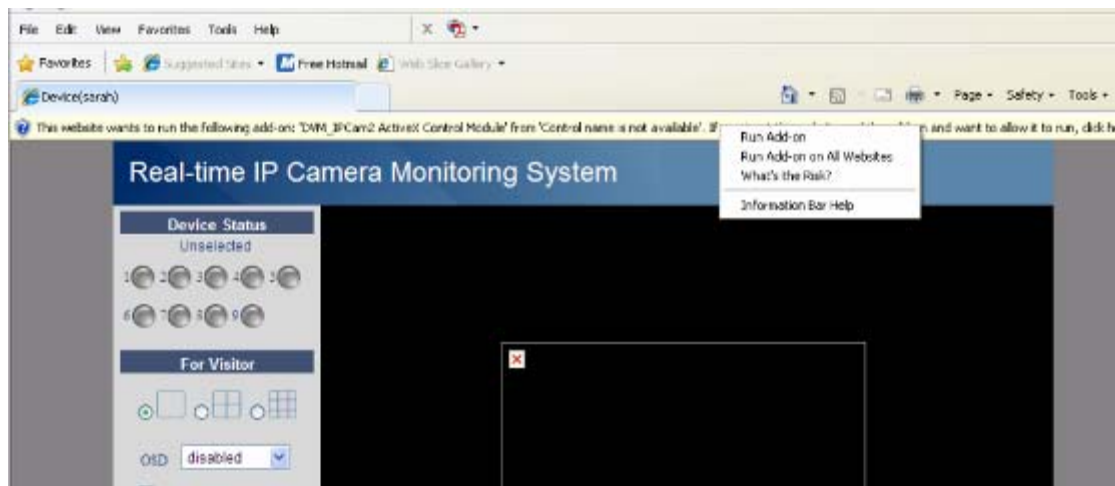 File Edit View Favorites Tools Help
Favorites Suggested Sites Free Hotmail Web Slice Gallery
Device(sarah)
Page Safety Tools
This website wants to run the following add-on: 'DVM_IPCam2 ActiveX Control Module' from 'Control name is not available'. If and want to allow it to run, click
Run Add-on
Run Add-on on All Websites
What's the Risk?
Information Bar Help
Real-time IP Camera Monitoring System
Device Status
Unselected
1 2 3 4 5
6 7 8 9
For Visitor
OSD disabled